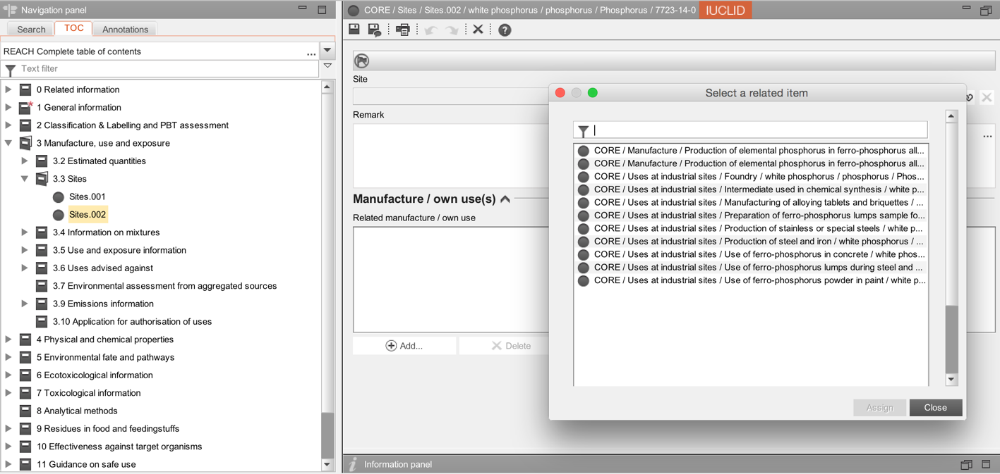 Navigation panel
Search TOC Annotations
REACH Complete table of contents ...
Text filter
0 Related information
1 General information
2 Classification & Labelling and PBT assessment
3 Manufacture, use and exposure
3.2 Estimated quantities
3.3 Sites
Sites.001
Sites.002
3.4 Information on mixtures
3.5 Use and exposure information
3.6 Uses advised against
3.7 Environmental assessment from aggregated sources
3.9 Emissions information
3.10 Application for authorisation of uses
4 Physical and chemical properties
5 Environmental fate and pathways
6 Ecotoxicological information
7 Toxicological information
8 Analytical methods
9 Residues in food and feedingstuffs
10 Effectiveness against target organisms
11 Guidance on safe use
CORE / Sites / Sites.002 / white phosphorus / phosphorus / Phosphorus / 7723-14-0 IUCLID
Site
Remark
...
Manufacture / own use(s)
Related manufacture / own use
Add... Delete
Select a related item
CORE / Manufacture / Production of elemental phosphorus in ferro-phosphorus all...
CORE / Manufacture / Production of elemental phosphorus in ferro-phosphorus all...
CORE / Uses at industrial sites / Foundry / white phosphorus / phosphorus / Phos...
CORE / Uses at industrial sites / Intermediate used in chemical synthesis / white p...
CORE / Uses at industrial sites / Manufacturing of alloying tablets and briquettes / ...
CORE / Uses at industrial sites / Preparation of ferro-phosphorus lumps sample fo...
CORE / Uses at industrial sites / Production of stainless or special steels / white p...
CORE / Uses at industrial sites / Production of steel and iron / white phosphorus / ...
CORE / Uses at industrial sites / Use of ferro-phosphorus in concrete / white phos...
CORE / Uses at industrial sites / Use of ferro-phosphorus lumps during steel and ...
CORE / Uses at industrial sites / Use of ferro-phosphorus powder in paint / white p...
Assign Close
Information panel